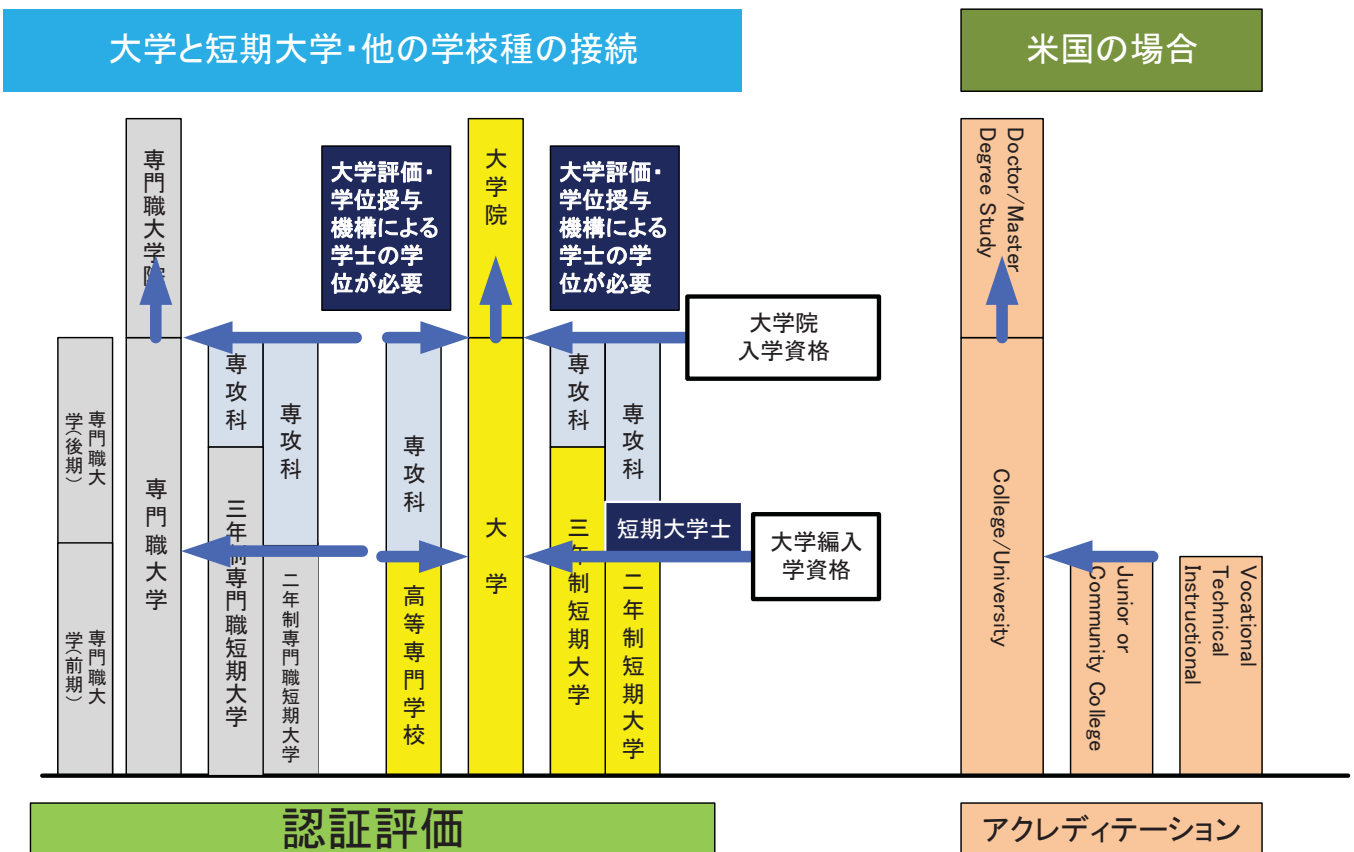 大学と短期大学・他の学校種の接続
米国の場合
専門職大学院
大学評価・
学位授与
機構による
学士の学
位が必要
大学院
大学評価・
学位授与
機構による
学士の学
位が必要
大学院
入学資格
Doctor/Master
Degree Study
専門職大
学(後期)
専門職大
学(前期)
専門職大学
専攻科
三年制専門職短期大学
専攻科
二年制専門職短期大学
専攻科
高等専門学校
大学
専攻科
三年制短期大学
専攻科
二年制短期大学
短期大学士
大学編入
学資格
College/University
Junior or
Community College
Vocational
Technical
Instructional
認証評価
アクレディテーション